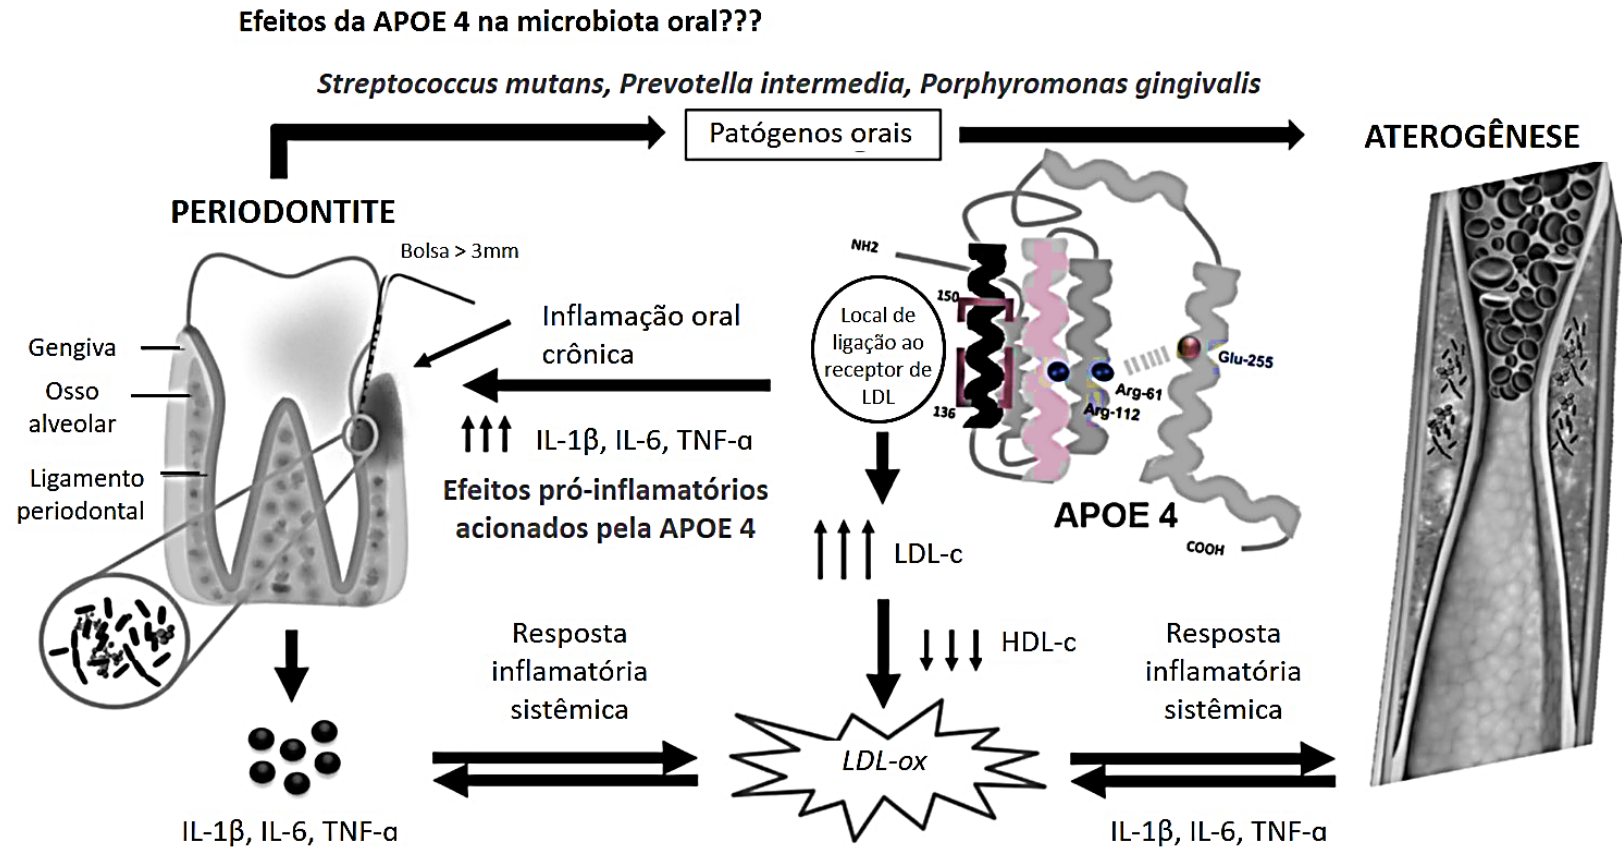 Efeitos da APOE 4 na microbiota oral???
Streptococcus mutans, Prevotella intermedia, Porphyromonas gingivalis
Patógenos orais
ATEROGÊNESE
PERIODONTITE
Bolsa > 3mm
Gengiva
Osso
alveolar
Ligamento
periodontal
Inflamação oral
crônica
IL-1β, IL-6, TNF-α
Efeitos pró-inflamatórios
acionados pela APOE 4
NH2
150
Local de
ligação ao
receptor de
LDL
136
Glu-255
Arg-61
Arg-112
APOE 4
COOH
LDL-c
HDL-c
Resposta
inflamatória
sistêmica
LDL-ox
Resposta
inflamatória
sistêmica
IL-1β, IL-6, TNF-α
IL-1β, IL-6, TNF-α